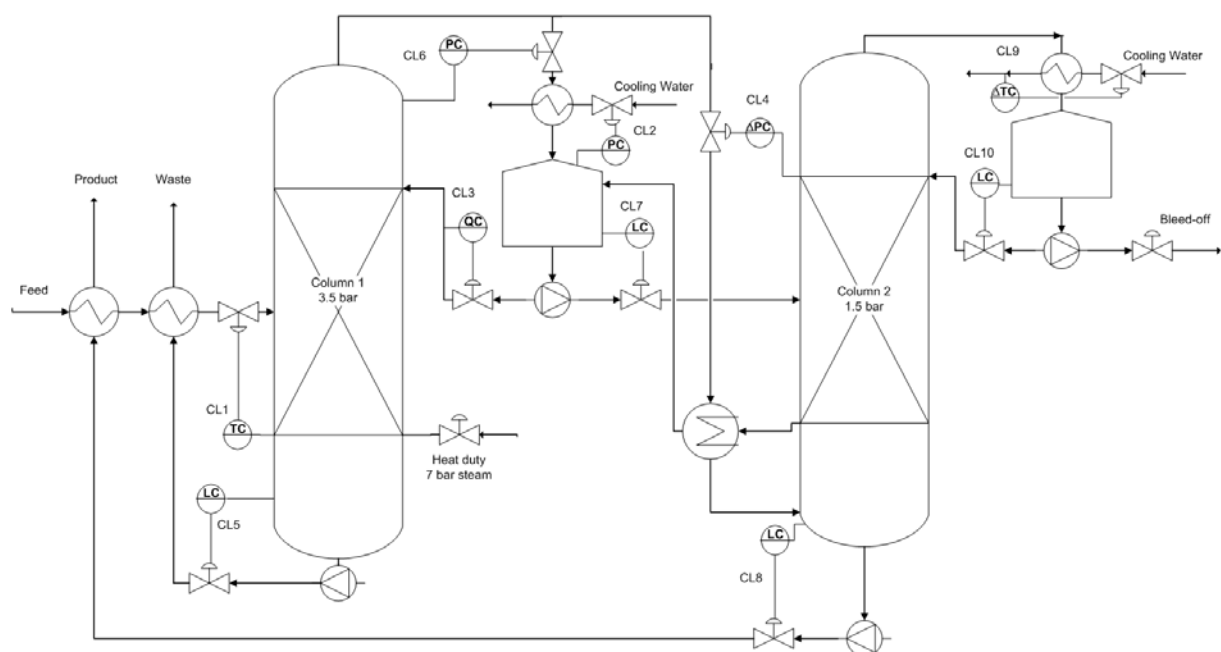 PC
CL6
CL9
Cooling Water
ΔTC
Cooling Water
CL4
ΔPC
CL2
PC
Product
Waste
CL3
CL10
LC
CL7
QC
LC
Bleed-off
Column 1
3.5 bar
Column 2
1.5 bar
Feed
CL1
TC
Heat duty
7 bar steam
LC
CL5
LC
CL8